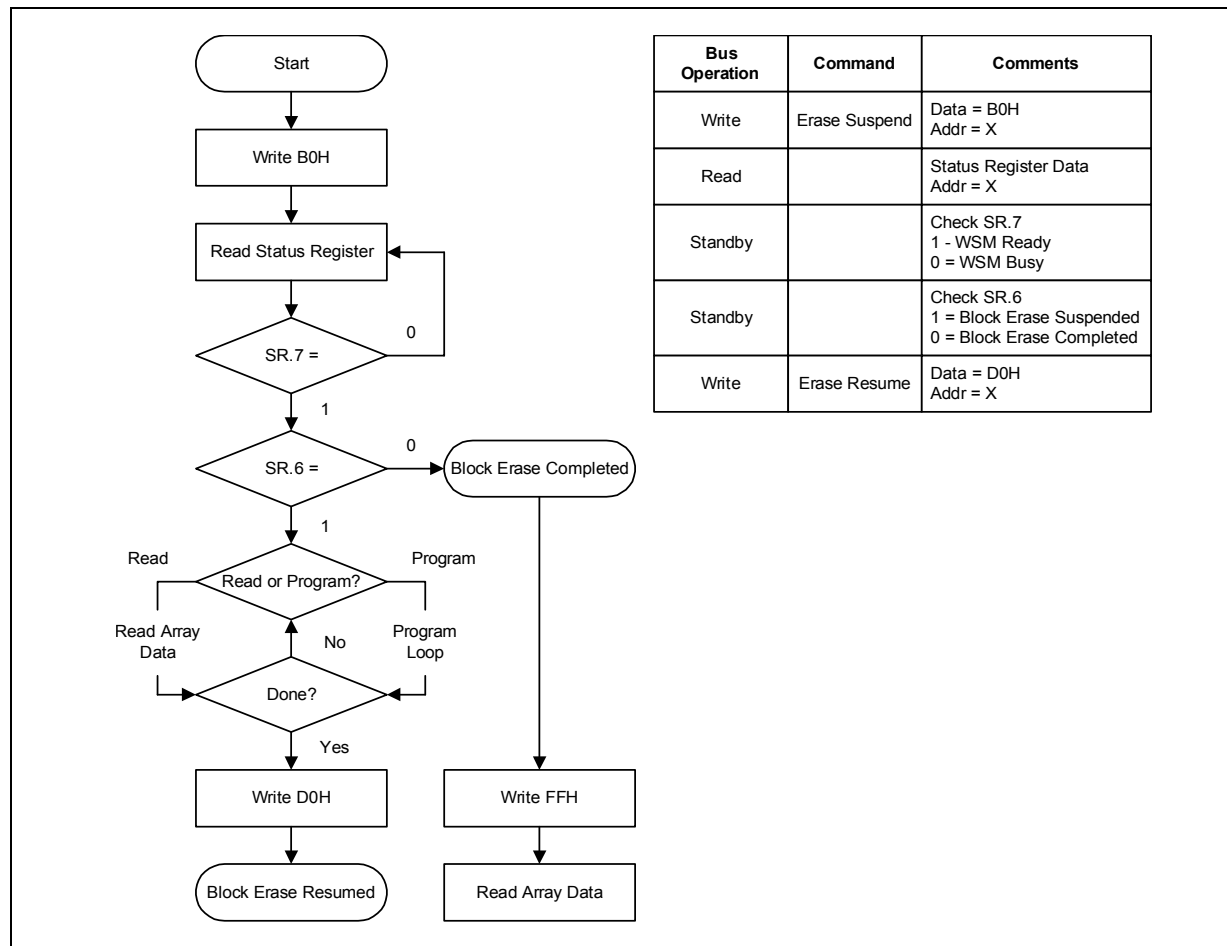 Start
Write B0H
Read Status Register
0
SR.7 =
1
0
SR.6 =
Block Erase Completed
1
Read
Program
Read or Program?
Read Array
Data
No
Program
Loop
Done?
Yes
Write D0H
Write FFH
Block Erase Resumed
Read Array Data
Bus
Operation
Command
Comments
Write
Erase Suspend
Data = B0H
Addr = X
Read
Status Register Data
Addr = X
Standby
Check SR.7
1 - WSM Ready
0 = WSM Busy
Standby
Check SR.6
1 = Block Erase Suspended
0 = Block Erase Completed
Write
Erase Resume
Data = D0H
Addr = X